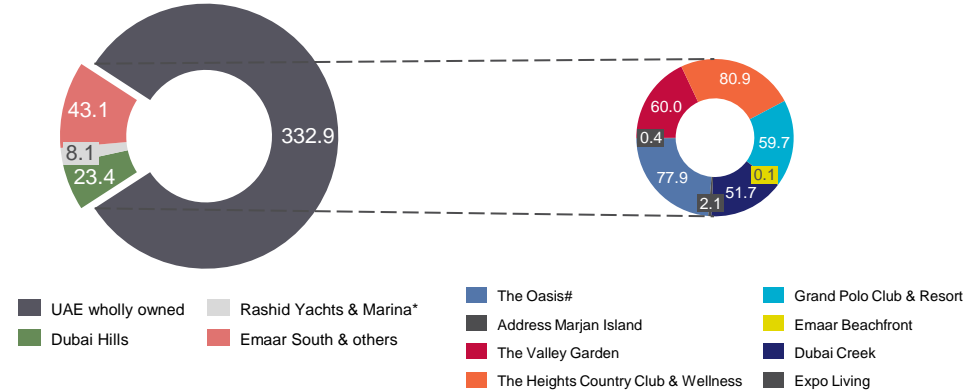 43.1
8.1
23.4
332.9
80.9
60.0
59.7
0.4
0.1
77.9
51.7
2.1
UAE wholly owned
Rashid Yachts & Marina*
Dubai Hills
Emaar South & others
The Oasis#
Grand Polo Club & Resort
Address Marjan Island
Emaar Beachfront
The Valley Garden
Dubai Creek
The Heights Country Club & Wellness
Expo Living